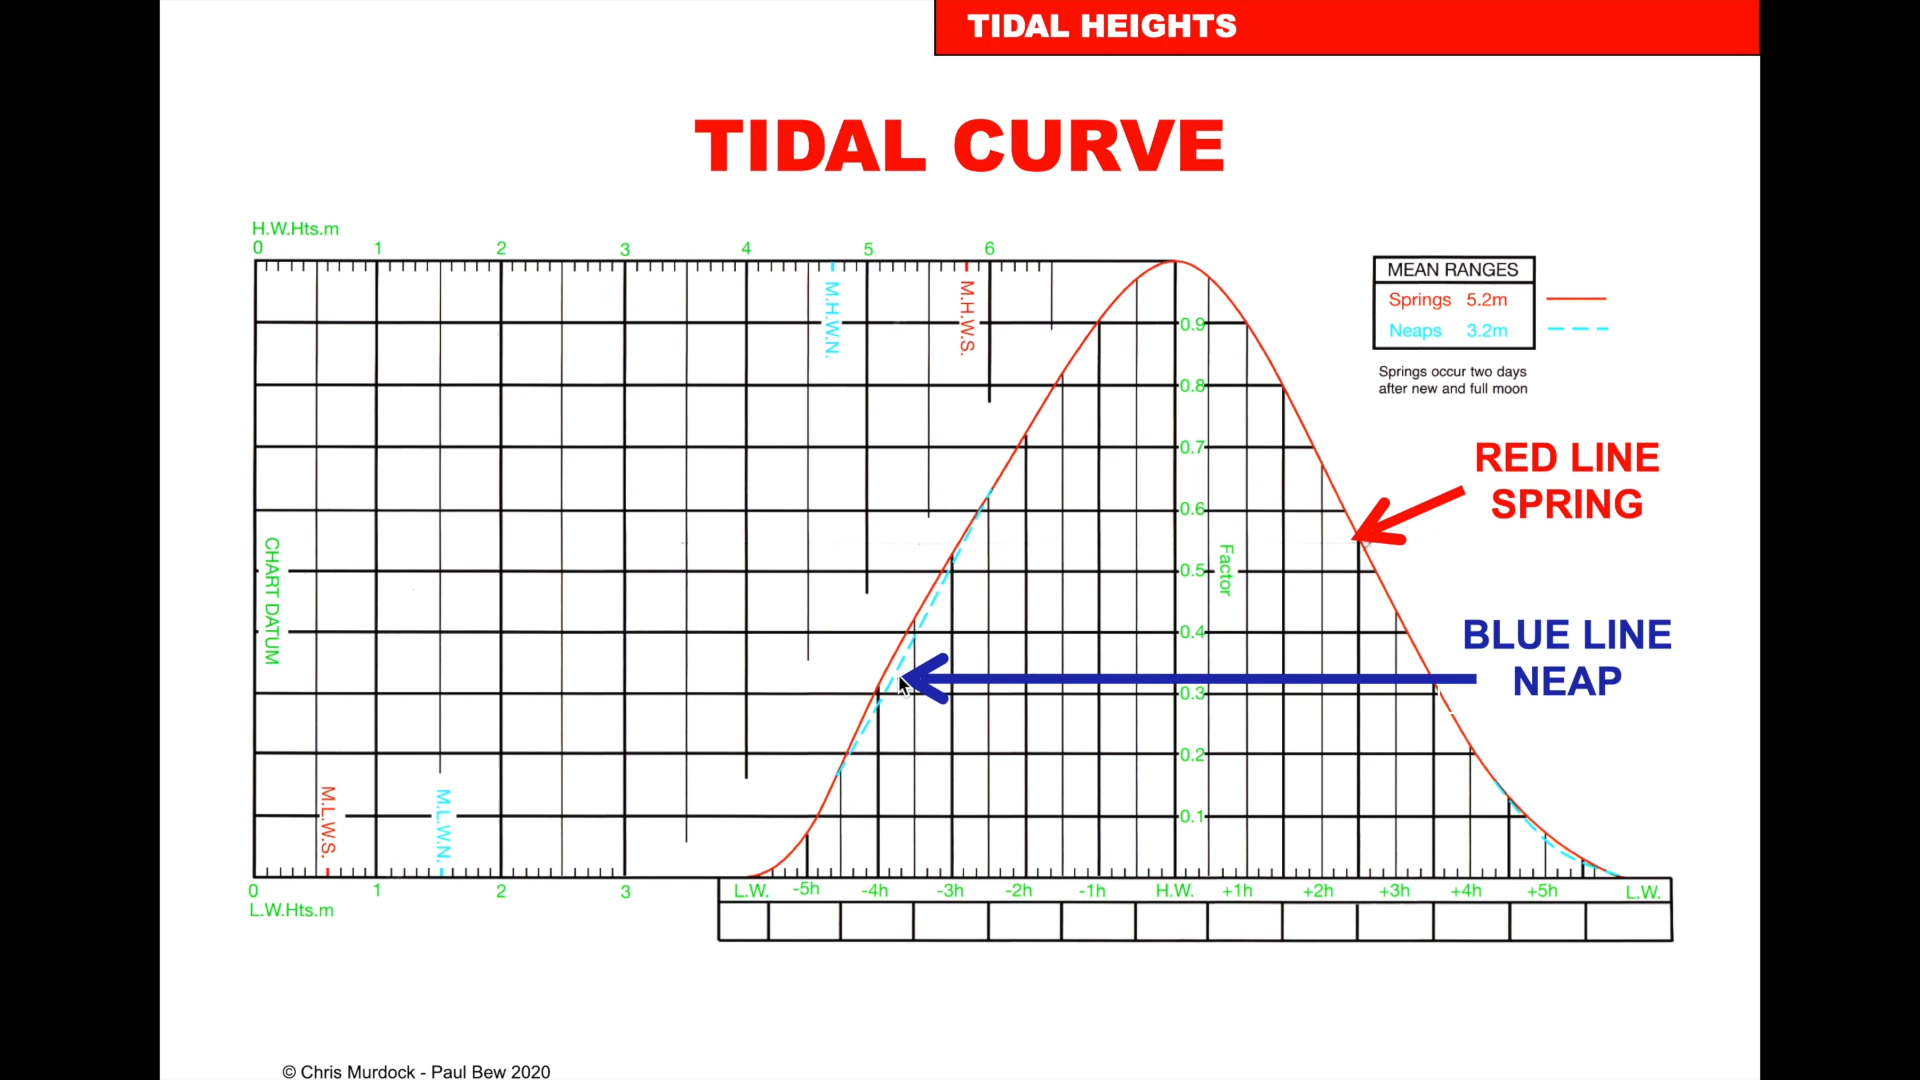 TIDAL HEIGHTS
TIDAL CURVE
H.W.Hts.m
0 1 2 3 4 5 6
M.H.W.N.
M.H.W.S.
MEAN RANGES
Springs 5.2m
Neaps 3.2m
Springs occur two days
after new and full moon
RED LINE
SPRING
BLUE LINE
NEAP
0.9
0.8
0.7
0.6
0.5
0.4
0.3
0.2
0.1
Factor
CHART DATUM
M.L.W.S.
M.L.W.N.
0 1 2 3
L.W.Hts.m
L.W. -5h -4h -3h -2h -1h H.W. +1h +2h +3h +4h +5h L.W.
© Chris Murdock - Paul Bew 2020